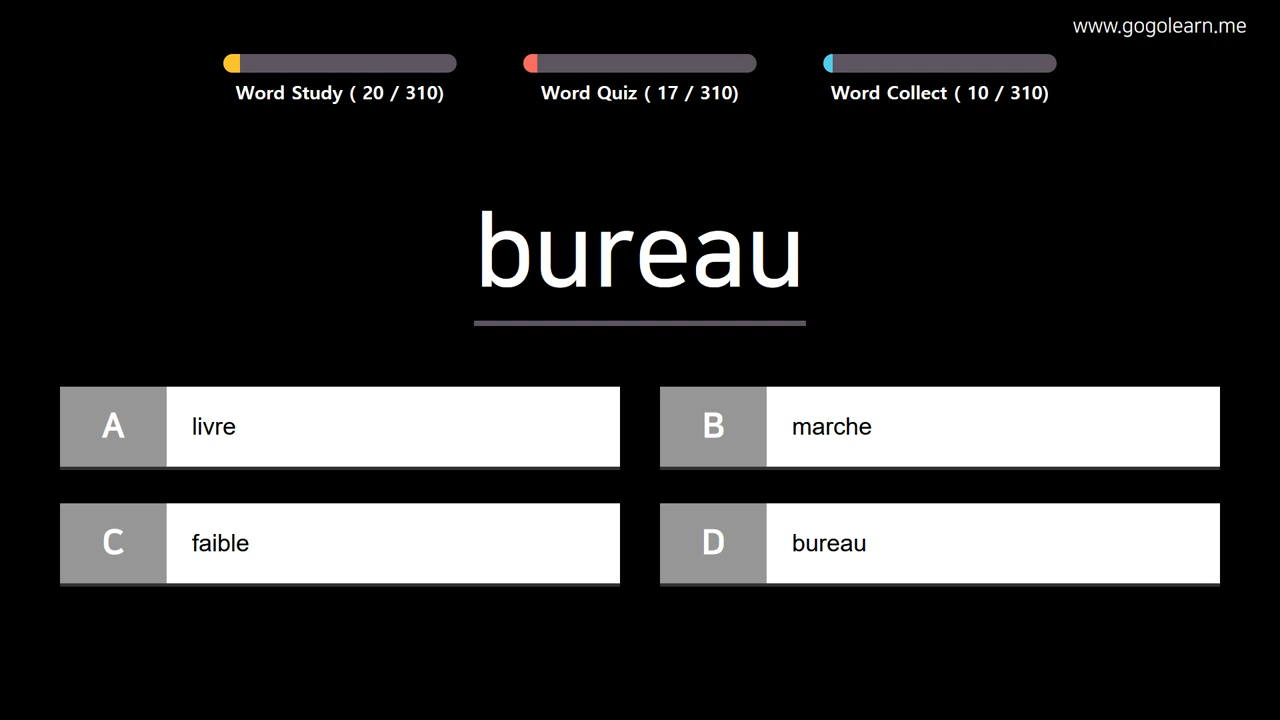 www.gogolearn.me
Word Study ( 20 / 310)
Word Quiz ( 17 / 310)
Word Collect ( 10 / 310)
bureau
A livre
B marche
C faible
D bureau